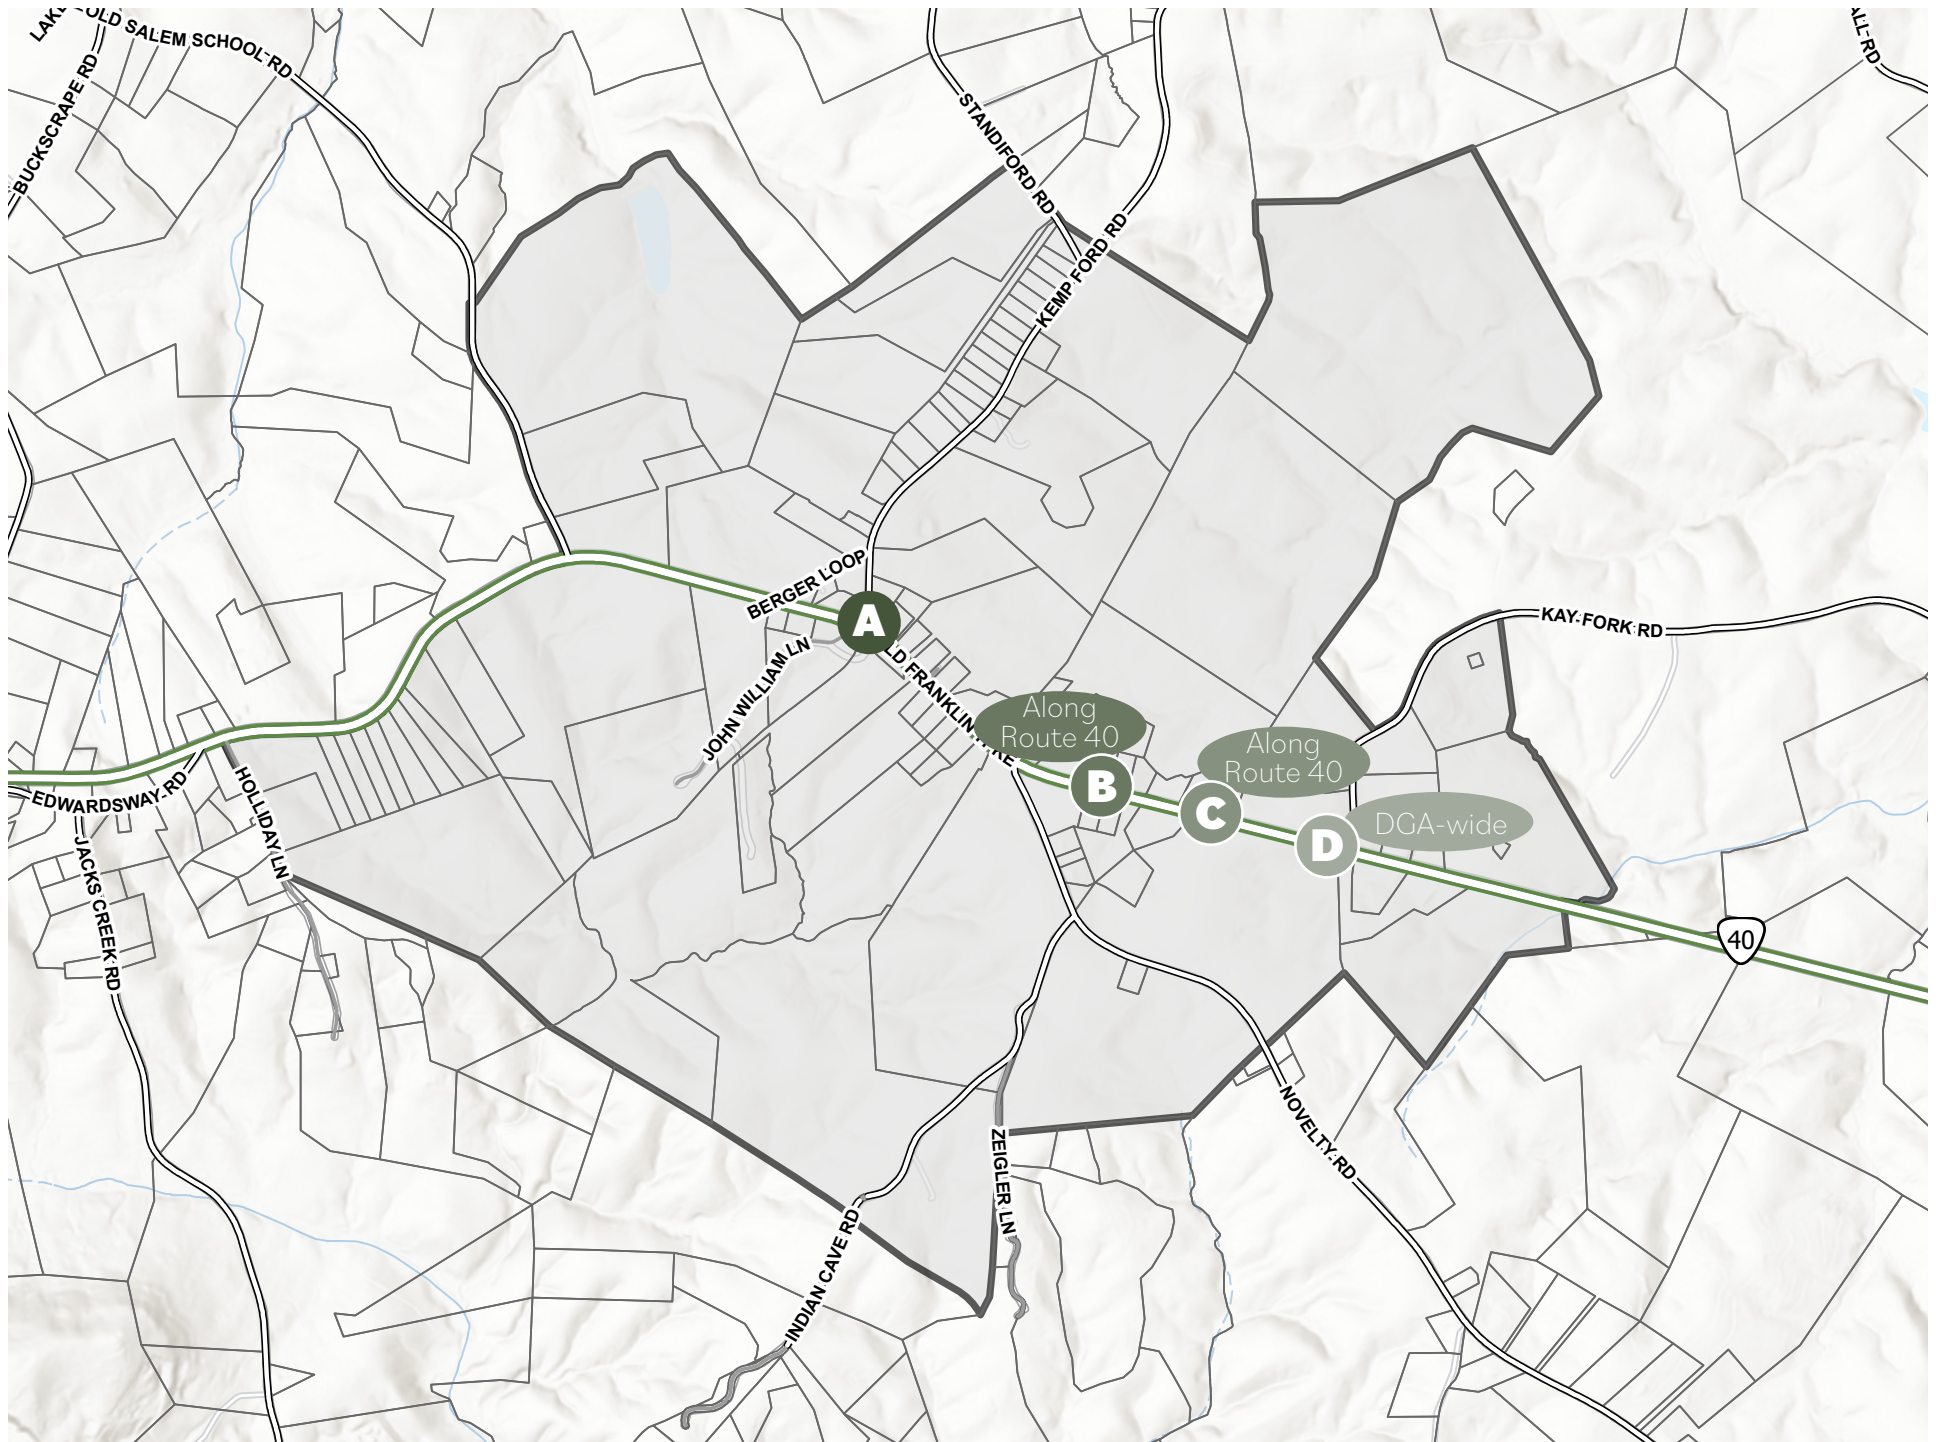 OLD SALEM SCHOOL RD
BUCKSCRAPE RD
STANDIFORD RD
KEMP FORD RD
BERGER LOOP
A
JOHN WILLIAM LN
KAY FORK RD
Along
Route 40
B
Along
Route 40
C
DGA-wide
D
EDWARDSWAY RD
HOLLIDAY LN
JACKS CREEK RD
40
NOVELTY RD
ZEIGLER LN
INDIAN CAVE RD